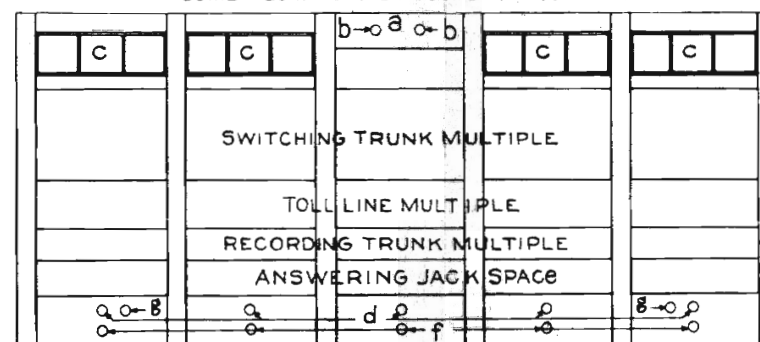 b a b
c c c c
SWITCHING TRUNK MULTIPLE
TOLL LINE MULTIPLE
RECORDING TRUNK MULTIPLE
ANSWERING JACK SPACE
g d g
f